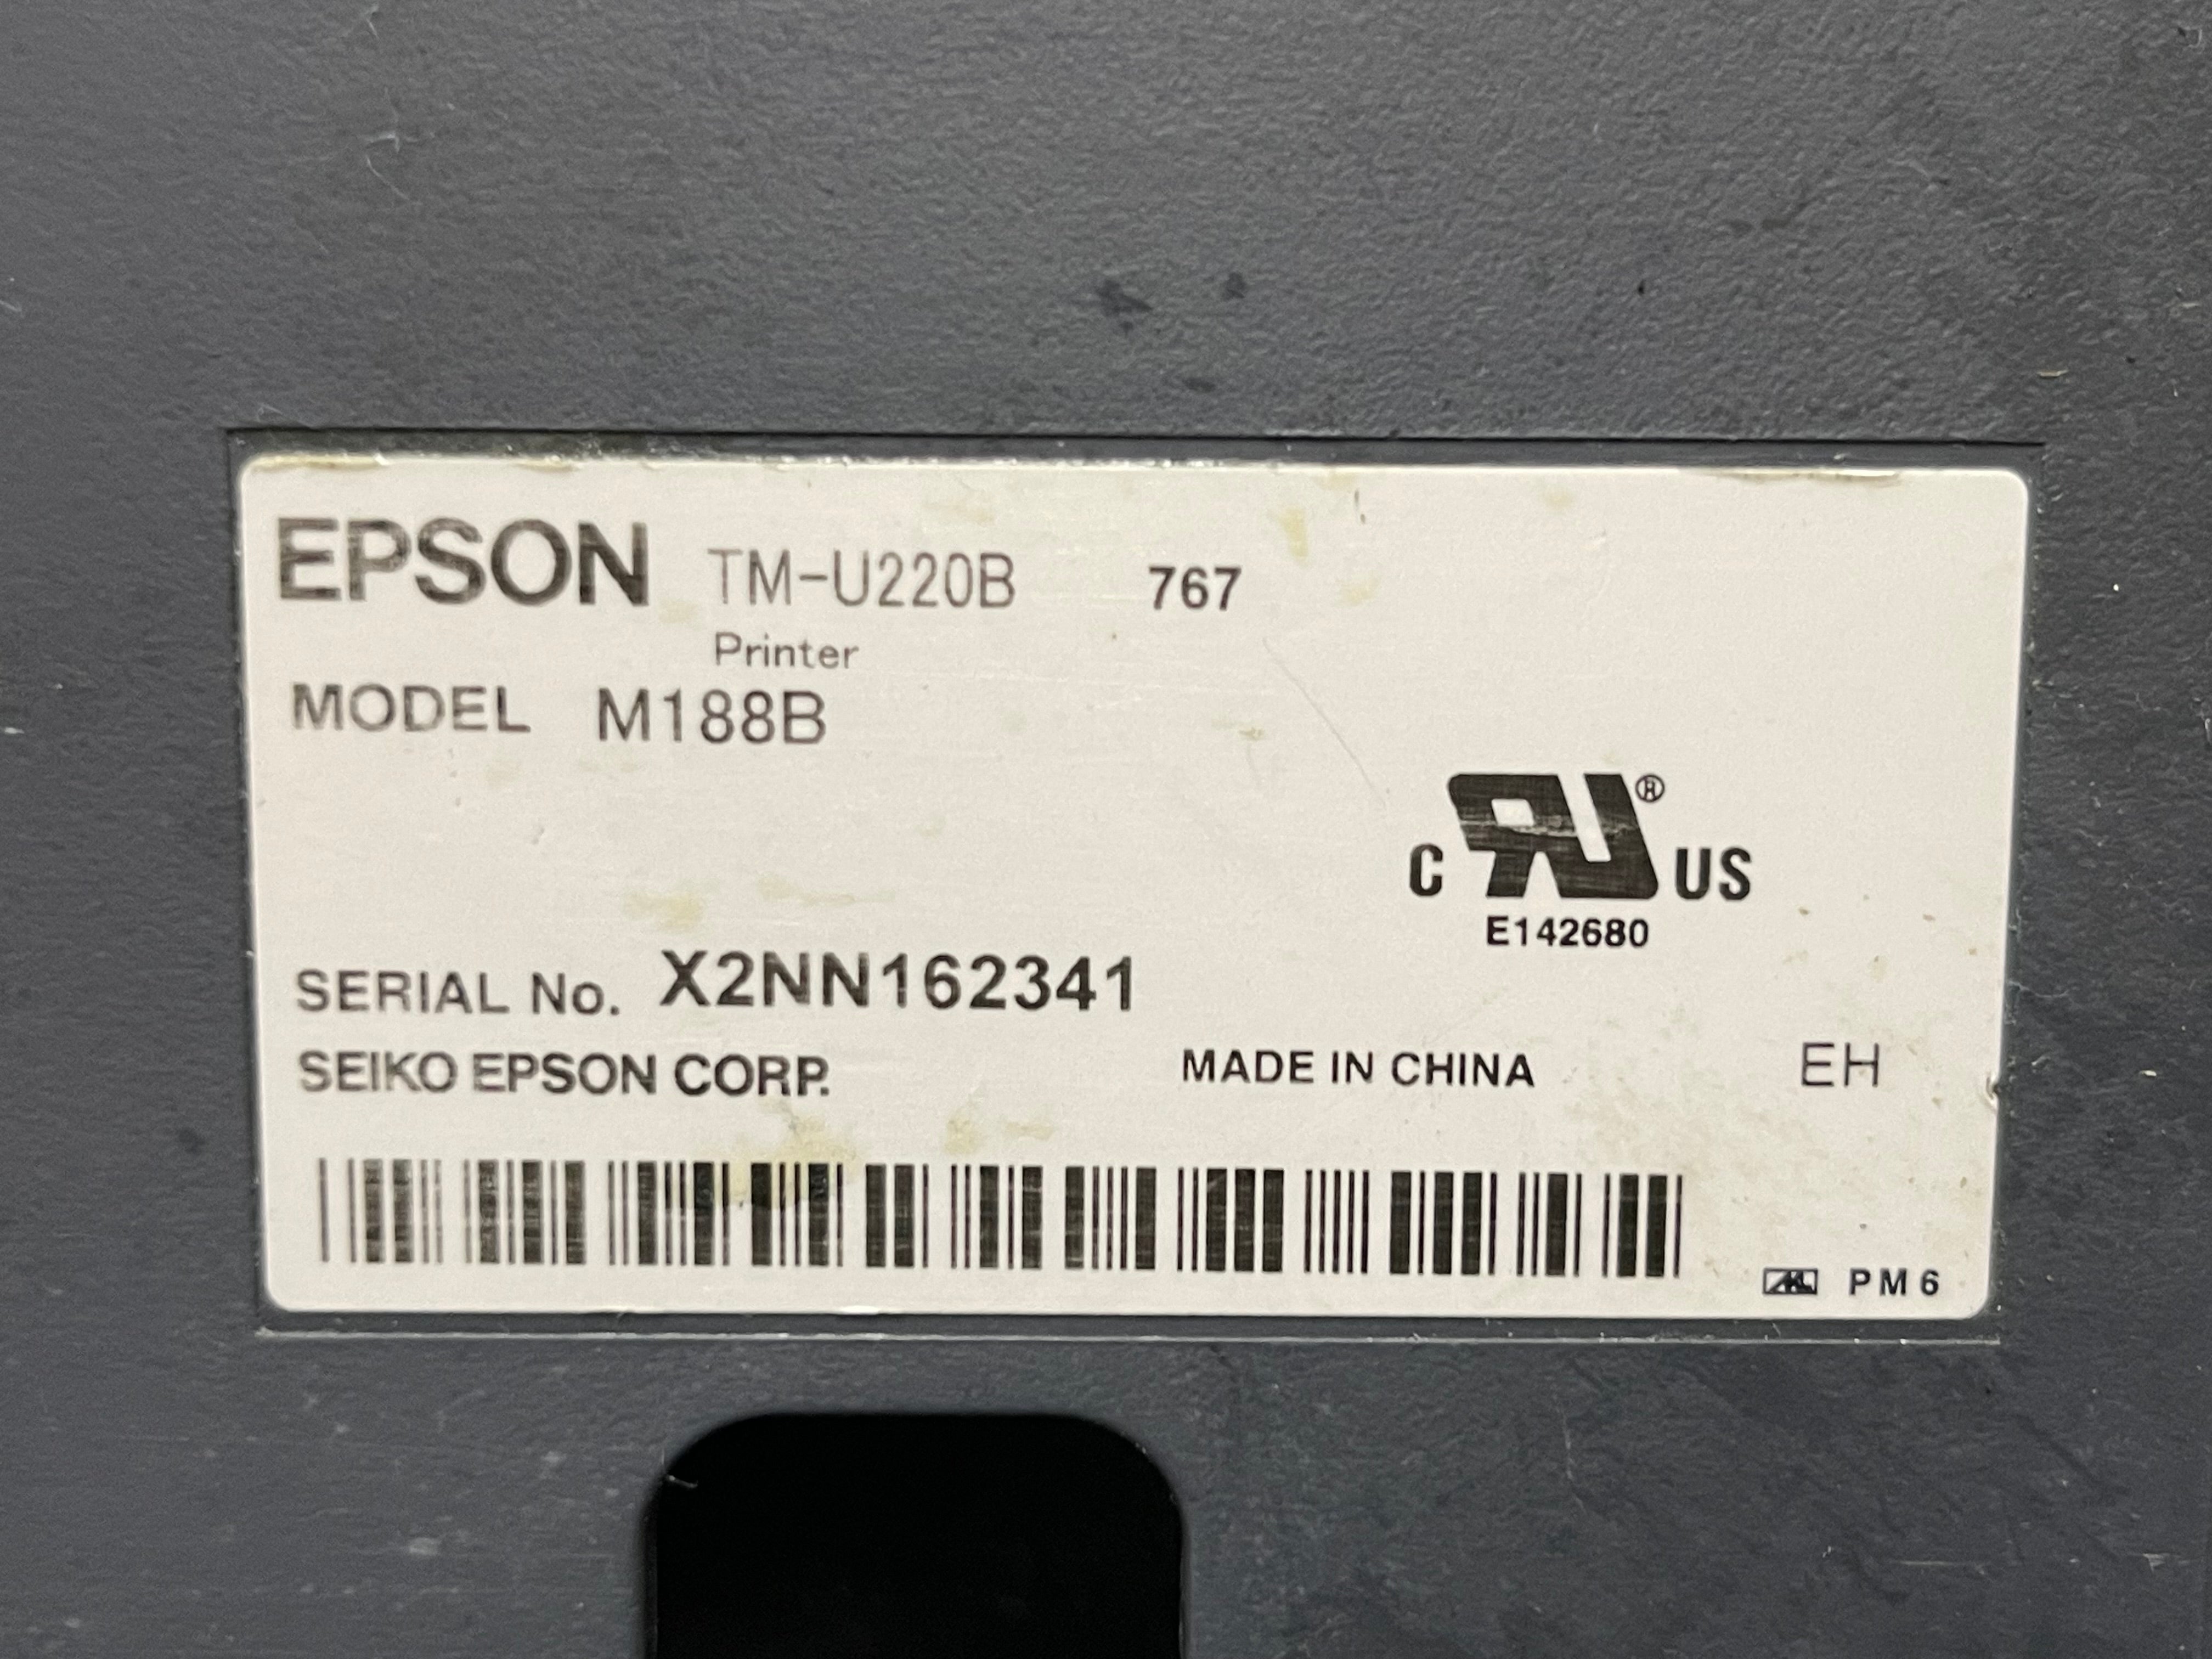 EPSON TM-U220B 767
Printer
MODEL M188B
C RU® US
E142680
SERIAL No. X2NN162341
SEIKO EPSON CORP. MADE IN CHINA EH
PM6